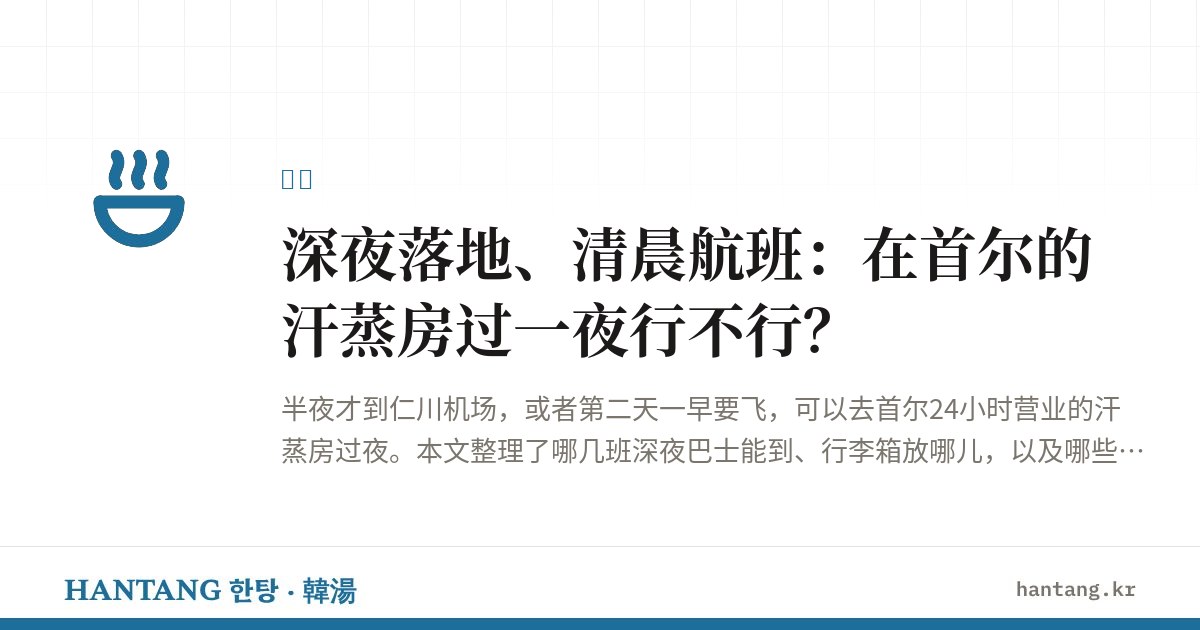 深夜落地、清晨航班：在首尔的
汗蒸房过一夜行不行？
半夜才到仁川机场，或者第二天一早要飞，可以去首尔24小时营业的汗
蒸房过夜。本文整理了哪几班深夜巴士能到、行李箱放哪儿，以及哪些…
HANTANG 한탕 · 韓湯
hantang.kr